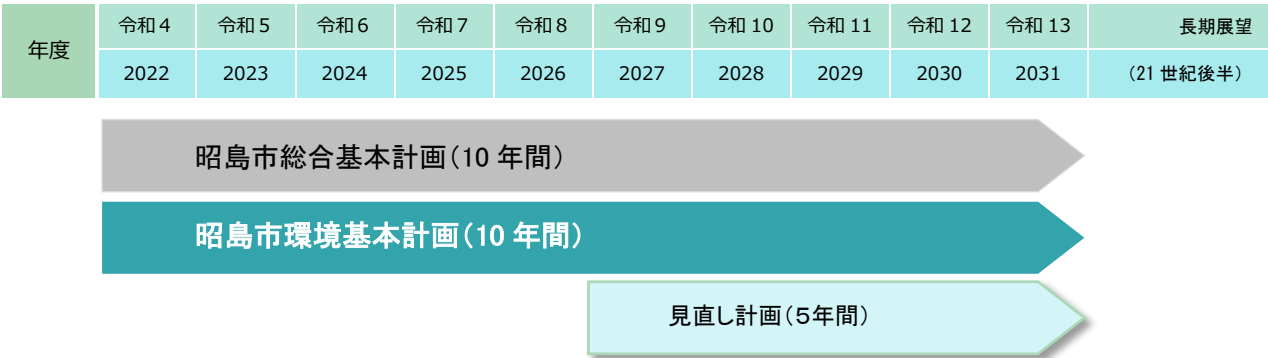 年度 令和4 令和5 令和6 令和7 令和8 令和9 令和 10 令和 11 令和 12 令和 13 長期展望
2022 2023 2024 2025 2026 2027 2028 2029 2030 2031 (21 世紀後半)
昭島市総合基本計画(10 年間)
昭島市環境基本計画(10 年間)
見直し計画(5年間)